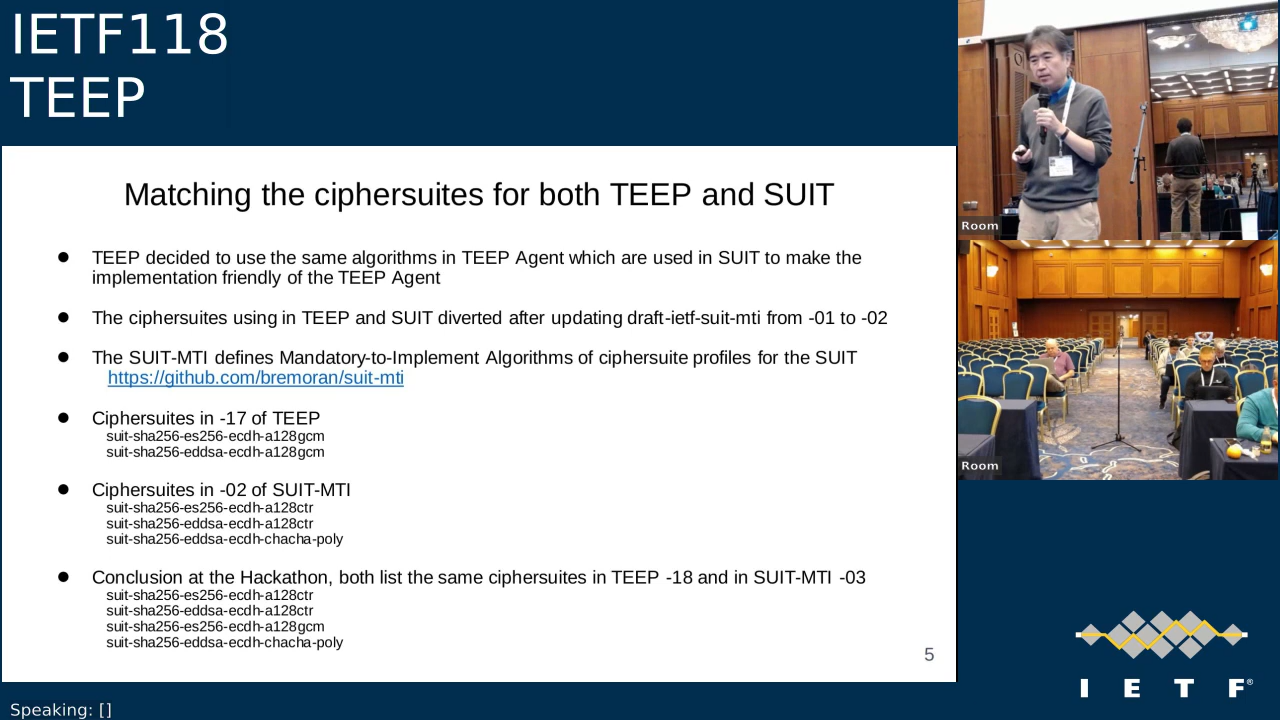 IETF118
TEEP
Matching the ciphersuites for both TEEP and SUIT
● TEEP decided to use the same algorithms in TEEP Agent which are used in SUIT to make the
implementation friendly of the TEEP Agent
● The ciphersuites using in TEEP and SUIT diverted after updating draft-ietf-suit-mti from -01 to -02
● The SUIT-MTI defines Mandatory-to-Implement Algorithms of ciphersuite profiles for the SUIT
https://github.com/bremoran/suit-mti
● Ciphersuites in -17 of TEEP
suit-sha256-es256-ecdh-a128gcm
suit-sha256-eddsa-ecdh-a128gcm
● Ciphersuites in -02 of SUIT-MTI
suit-sha256-es256-ecdh-a128ctr
suit-sha256-eddsa-ecdh-a128ctr
suit-sha256-eddsa-ecdh-chacha-poly
● Conclusion at the Hackathon, both list the same ciphersuites in TEEP -18 and in SUIT-MTI -03
suit-sha256-es256-ecdh-a128ctr
suit-sha256-eddsa-ecdh-a128ctr
suit-sha256-es256-ecdh-a128gcm
suit-sha256-eddsa-ecdh-chacha-poly
5
Room
Room
I E T F®
Speaking: []